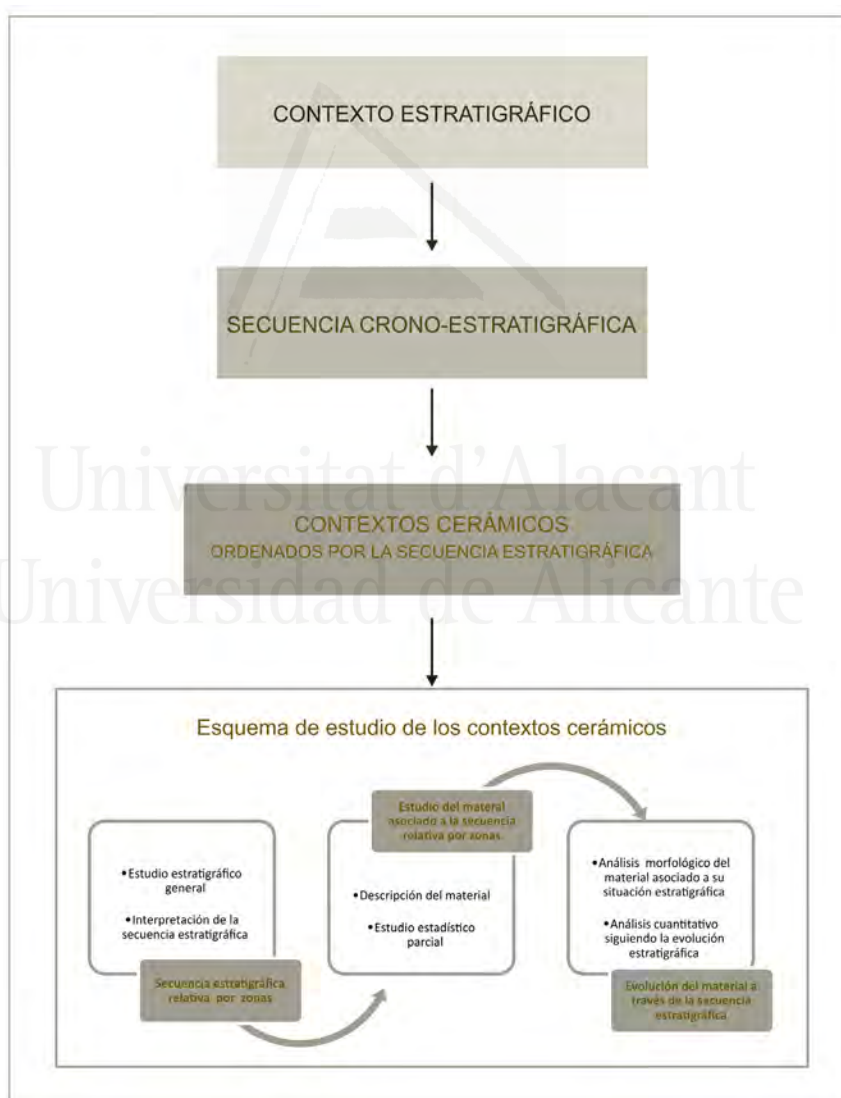 CONTEXTO ESTRATIGRÁFICO
SECUENCIA CRONO-ESTRATIGRÁFICA
Universitat d'Alacant
CONTEXTOS CERÁMICOS
ORDENADOS POR LA SECUENCIA ESTRATIGRÁFICA
Universidad de Alicante
Esquema de estudio de los contextos cerámicos
•Estudio estratigráfico
general
•Interpretación de la
secuencia estratigráfica
Secuencia estratigráfica
relativa por zonas
Estudio del materal
asociado a la secuencia
relativa por zonas
•Descripción del material
•Estudio estadístico
parcial
•Análisis morfológico del
material asociado a su
situación estratigráfica
•Análisis cuantitativo
siguiendo la evolución
estratigráfica
Evolución del material a
través de la secuencia
estratigráfica